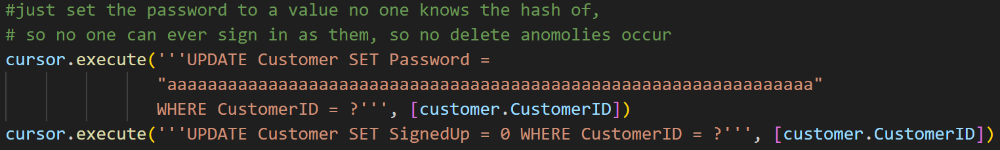 #just set the password to a value no one knows the hash of,
# so no one can ever sign in as them, so no delete anomolies occur
cursor.execute('''UPDATE Customer SET Password =
"aaaaaaaaaaaaaaaaaaaaaaaaaaaaaaaaaaaaaaaaaaaaaaaaaaaaaaaaaaaaaaaa"
WHERE CustomerID = ?''', [customer.CustomerID])
cursor.execute('''UPDATE Customer SET SignedUp = 0 WHERE CustomerID = ?''', [customer.CustomerID])